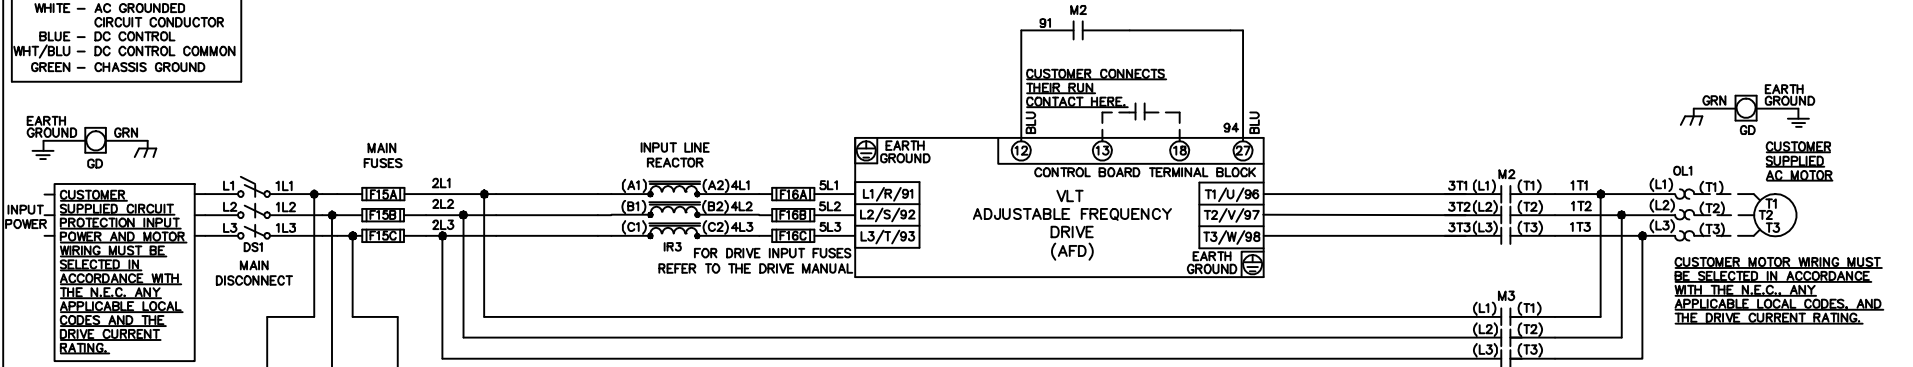 WHITE – AC GROUNDED
CIRCUIT CONDUCTOR
BLUE – DC CONTROL
WHT/BLU – DC CONTROL COMMON
GREEN – CHASSIS GROUND
EARTH
GROUND
GRN
GD
INPUT
POWER
CUSTOMER
SUPPLIED CIRCUIT
PROTECTION INPUT
POWER AND MOTOR
WIRING MUST BE
SELECTED IN
ACCORDANCE WITH
THE N.E.C. ANY
APPLICABLE LOCAL
CODES AND THE
DRIVE CURRENT
RATING.
L1 1L1
L2 1L2
L3 1L3
DS1
MAIN
DISCONNECT
MAIN
FUSES
F15A
F15B
F15C
2L1
2L2
2L3
INPUT LINE
REACTOR
(A1) (A2) 4L1
(B1) (B2) 4L2
(C1) (C2) 4L3
IR3
F16A 5L1
F16B 5L2
F16C 5L3
FOR DRIVE INPUT FUSES
REFER TO THE DRIVE MANUAL
M2
91
CUSTOMER CONNECTS
THEIR RUN
CONTACT HERE.
BLU
94 BLU
12 13 18 27
CONTROL BOARD TERMINAL BLOCK
EARTH
GROUND
L1/R/91
L2/S/92
L3/T/93
VLT
ADJUSTABLE FREQUENCY
DRIVE
(AFD)
T1/U/96
T2/V/97
T3/W/98
EARTH
GROUND
M2
3T1 (L1) (T1) 1T1
3T2 (L2) (T2) 1T2
3T3 (L3) (T3) 1T3
M3
(L1) (T1)
(L2) (T2)
(L3) (T3)
OL1
(L1) (T1)
(L2) (T2)
(L3) (T3)
T1
T2
T3
GRN
EARTH
GROUND
GD
CUSTOMER
SUPPLIED
AC MOTOR
CUSTOMER MOTOR WIRING MUST
BE SELECTED IN ACCORDANCE
WITH THE N.E.C., ANY
APPLICABLE LOCAL CODES, AND
THE DRIVE CURRENT RATING.